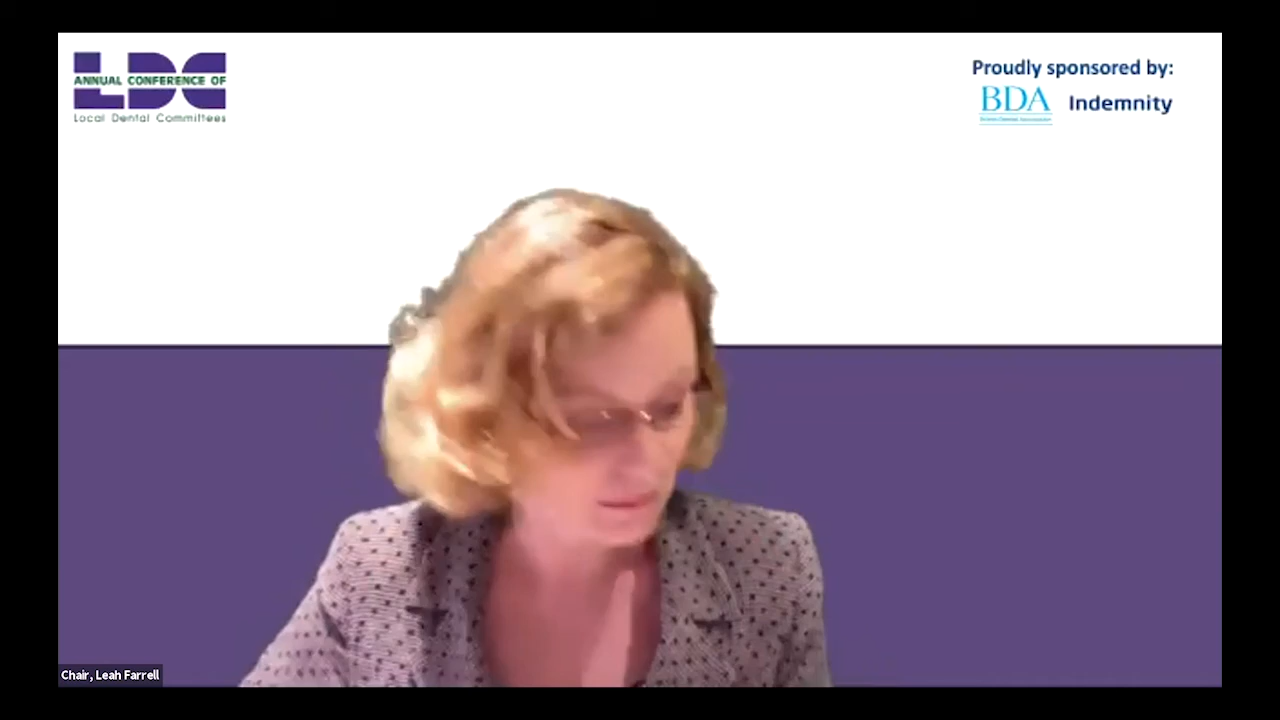 LDC
ANNUAL CONFERENCE OF
Local Dental Committees
Proudly sponsored by:
BDA Indemnity
Chair, Leah Farrell